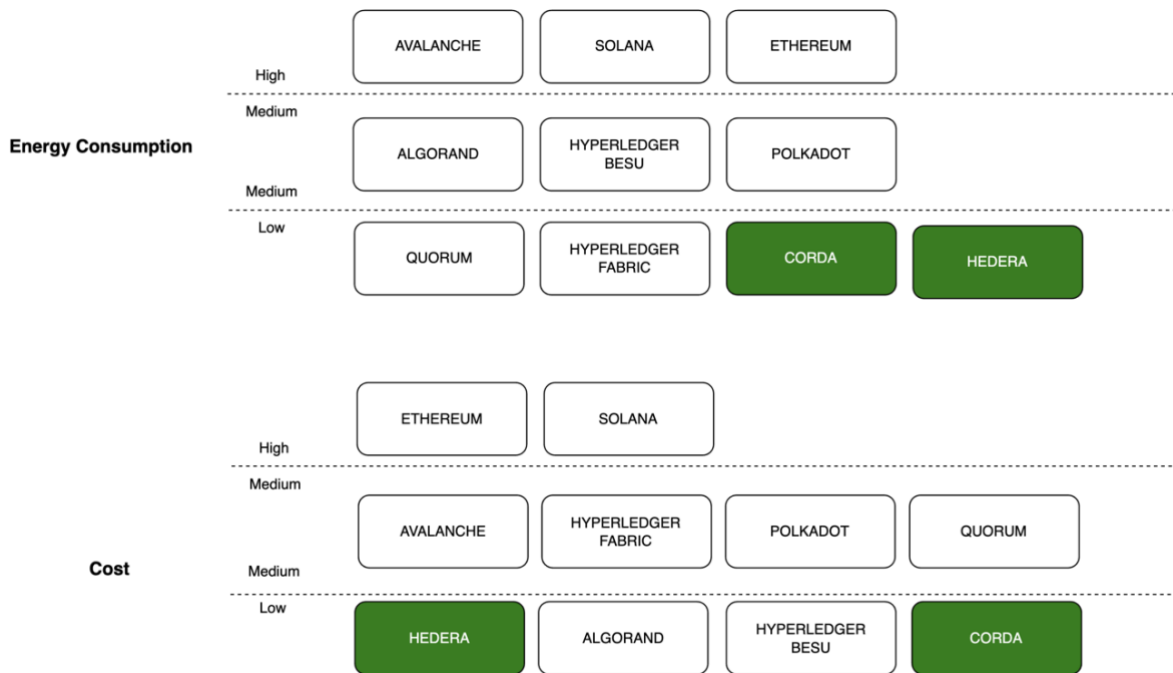 AVALANCHE
SOLANA
ETHEREUM
High
Medium
Energy Consumption
ALGORAND
HYPERLEDGER
BESU
POLKADOT
Medium
Low
QUORUM
HYPERLEDGER
FABRIC
CORDA
HEDERA
ETHEREUM
SOLANA
High
Medium
AVALANCHE
HYPERLEDGER
FABRIC
POLKADOT
QUORUM
Cost
Medium
Low
HEDERA
ALGORAND
HYPERLEDGER
BESU
CORDA